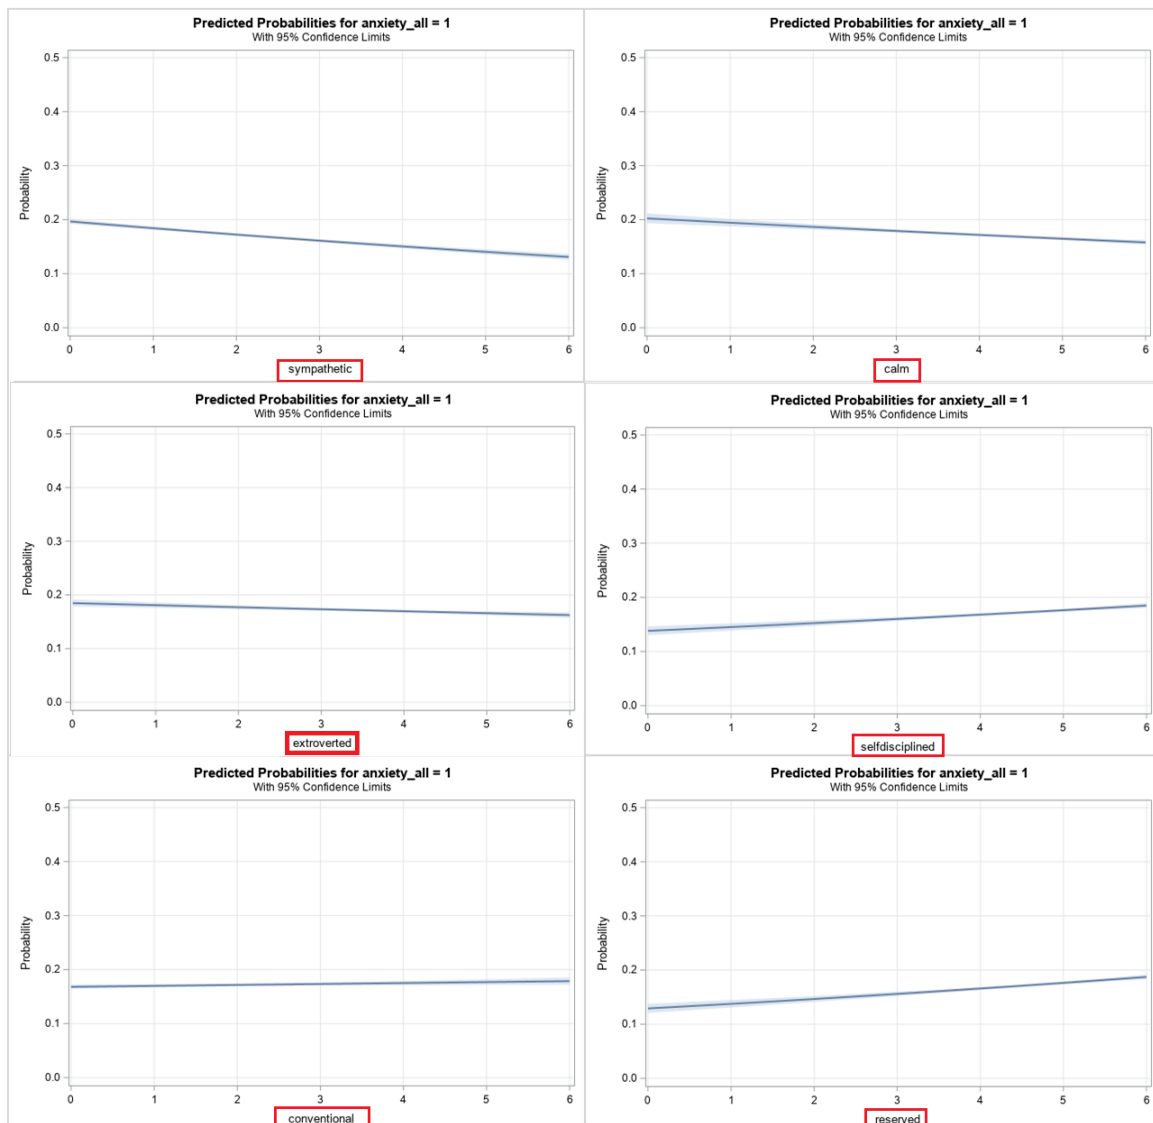 Predicted Probabilities for anxiety_all = 1
With 95% Confidence Limits
0.5
0.4
0.3
0.2
0.1
0.0
Probability
0 1 2 3 4 5 6
sympathetic
Predicted Probabilities for anxiety_all = 1
With 95% Confidence Limits
0.5
0.4
0.3
0.2
0.1
0.0
Probability
0 1 2 3 4 5 6
calm
Predicted Probabilities for anxiety_all = 1
With 95% Confidence Limits
0.5
0.4
0.3
0.2
0.1
0.0
Probability
0 1 2 3 4 5 6
extroverted
Predicted Probabilities for anxiety_all = 1
With 95% Confidence Limits
0.5
0.4
0.3
0.2
0.1
0.0
Probability
0 1 2 3 4 5 6
selfdisciplined
Predicted Probabilities for anxiety_all = 1
With 95% Confidence Limits
0.5
0.4
0.3
0.2
0.1
0.0
Probability
0 1 2 3 4 5 6
conventional
Predicted Probabilities for anxiety_all = 1
With 95% Confidence Limits
0.5
0.4
0.3
0.2
0.1
0.0
Probability
0 1 2 3 4 5 6
reserved